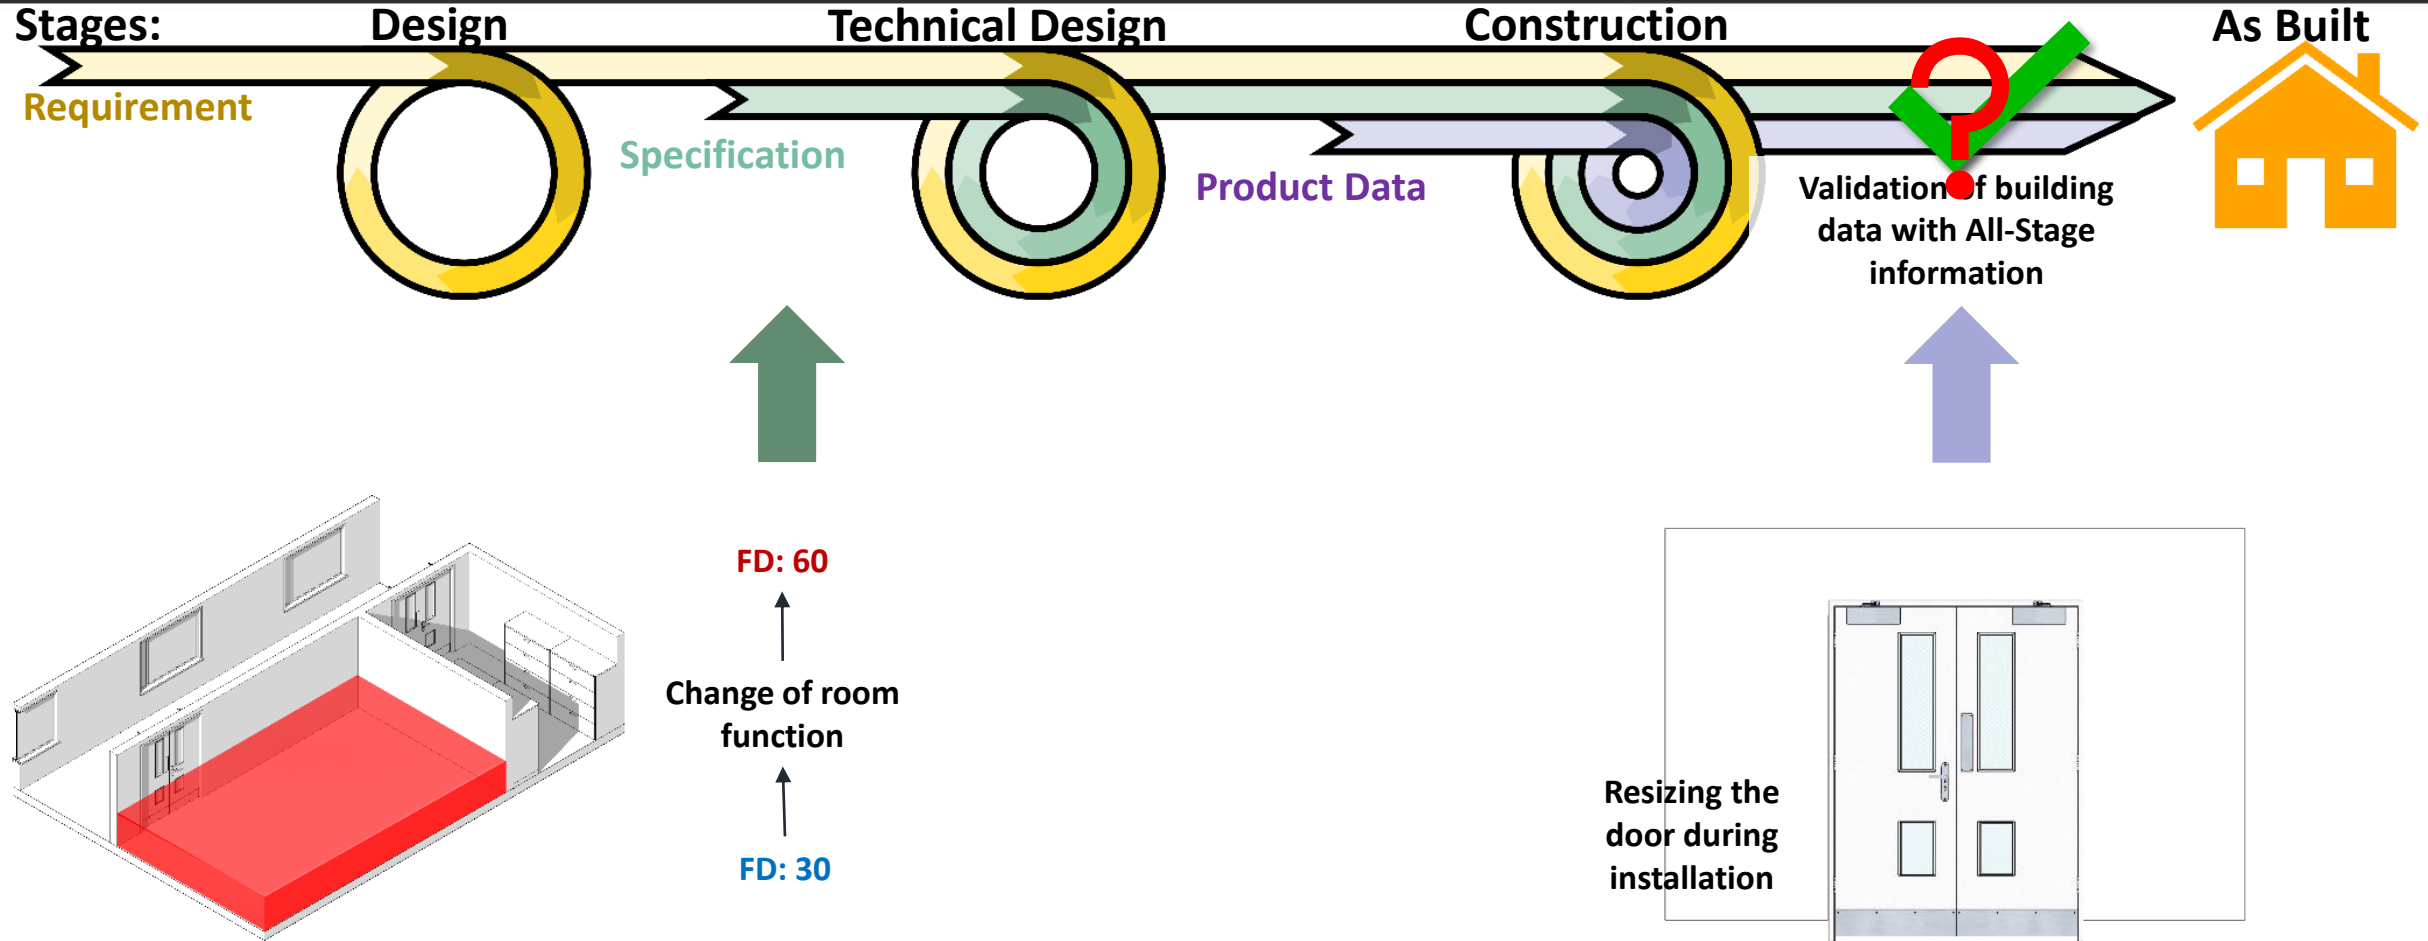 Stages:
Design
Technical Design
Construction
As Built
Requirement
Specification
Product Data
Validation of building
data with All-Stage
information
FD: 60
Change of room
function
FD: 30
Resizing the
door during
installation